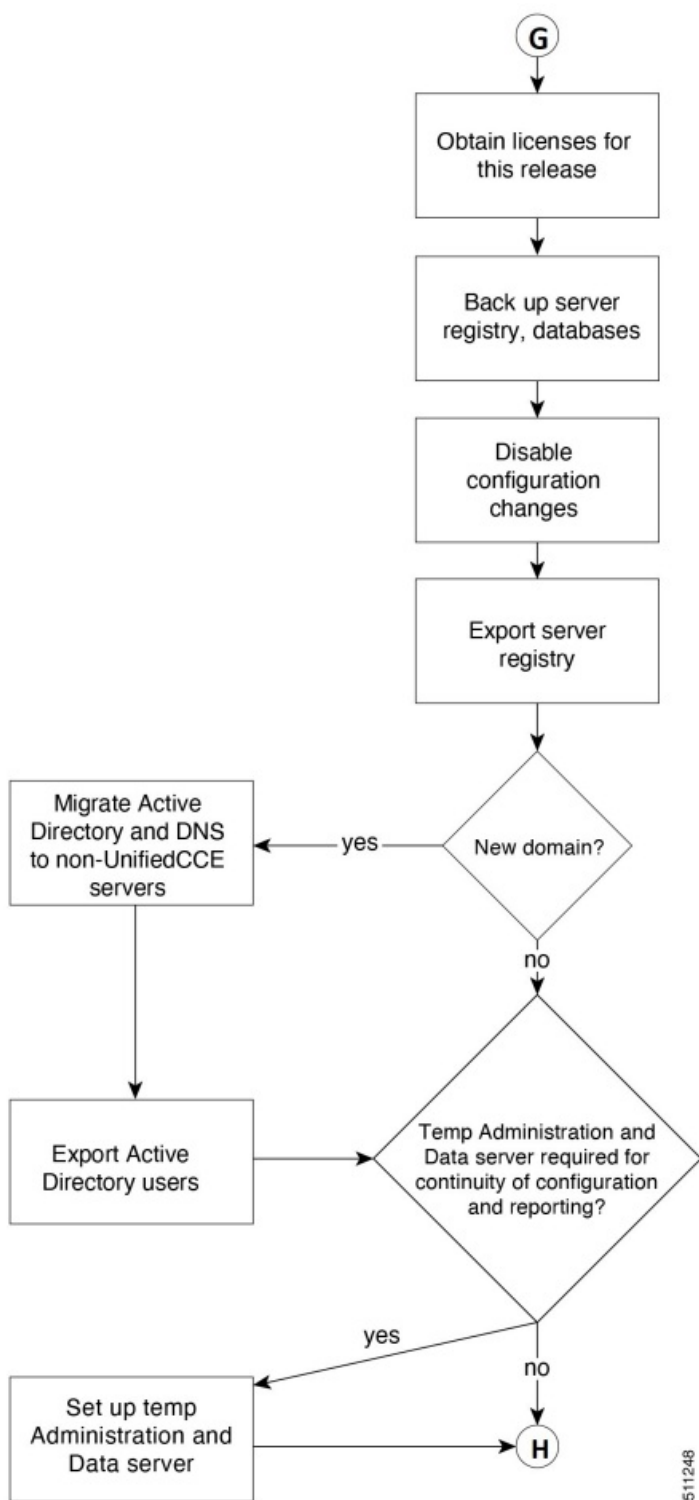 G
Obtain licenses for
this release
Back up server
registry, databases
Disable
configuration
changes
Export server
registry
New domain?
yes
Migrate Active
Directory and DNS
to non-UnifiedCCE
servers
no
Export Active
Directory users
Temp Administration and
Data server required for
continuity of configuration
and reporting?
yes
no
Set up temp
Administration and
Data server
H
511248